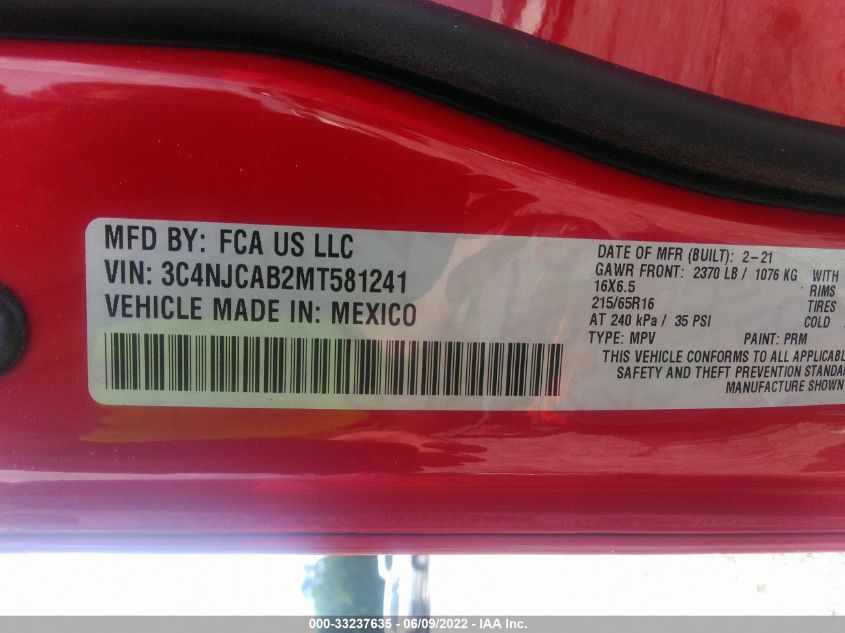 MFD BY: FCA US LLC
VIN: 3C4NJCAB2MT581241
VEHICLE MADE IN: MEXICO
DATE OF MFR (BUILT): 2-21
GAWR FRONT: 2370 LB / 1076 KG WITH
16X6.5 RIMS
215/65R16
AT 240 kPa / 35 PSI COLD
TYPE: MPV PAINT: PRM
THIS VEHICLE CONFORMS TO ALL APPLICABL
SAFETY AND THEFT PREVENTION STANDA
MANUFACTURE SHOWN
000-33237635 - 06/09/2022 - IAA Inc.